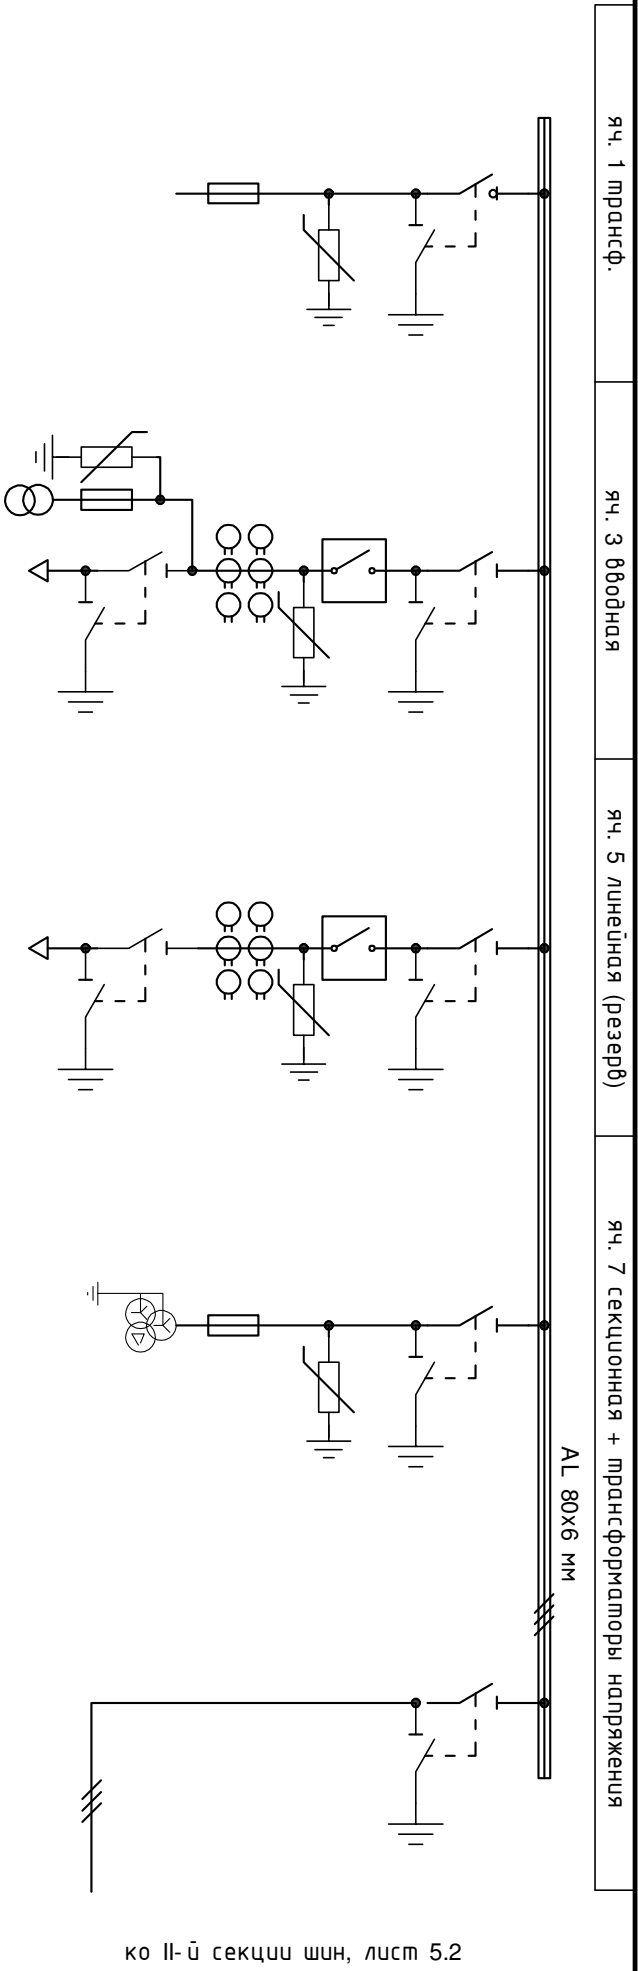 яч. 1 трансф.
яч. 3 вводная
яч. 5 линейная (резерв)
яч. 7 секционная + трансформаторы напряжения
AL 80x6 мм
ко II-й секции шин, лист 5.2